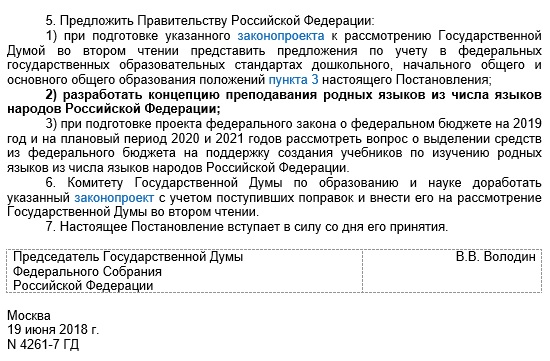 5. Предложить Правительству Российской Федерации:
1) при подготовке указанного законопроекта к рассмотрению Государственной
Думой во втором чтении представить предложения по учету в федеральных
государственных образовательных стандартах дошкольного, начального общего и
основного общего образования положений пункта 3 настоящего Постановления;
2) разработать концепцию преподавания родных языков из числа языков
народов Российской Федерации;
3) при подготовке проекта федерального закона о федеральном бюджете на 2019
год и на плановый период 2020 и 2021 годов рассмотреть вопрос о выделении средств
из федерального бюджета на поддержку создания учебников по изучению родных
языков из числа языков народов Российской Федерации.
6. Комитету Государственной Думы по образованию и науке доработать
указанный законопроект с учетом поступивших поправок и внести его на рассмотрение
Государственной Думы во втором чтении.
7. Настоящее Постановление вступает в силу со дня его принятия.
Председатель Государственной Думы В.В. Володин
Федерального Собрания
Российской Федерации
Москва
19 июня 2018 г.
N 4261-7 ГД